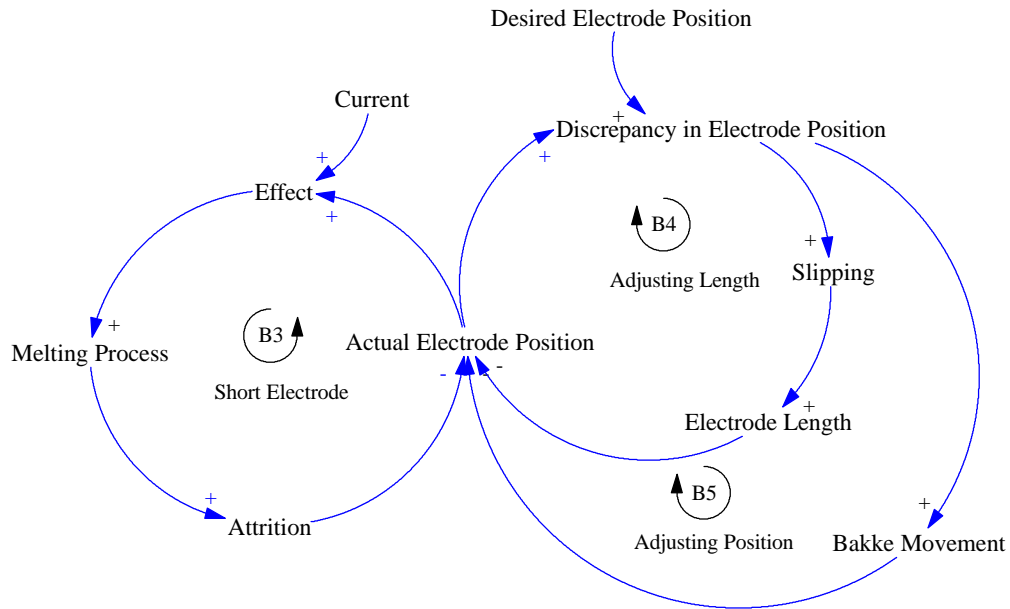 Desired Electrode Position
Current
+
Discrepancy in Electrode Position
+
+
Effect
+
B4
+
Adjusting Length
Slipping
+
B3
Melting Process
Actual Electrode Position
- - -
Short Electrode
+
Electrode Length
B5
+
+
Attrition
Adjusting Position
Bakke Movement